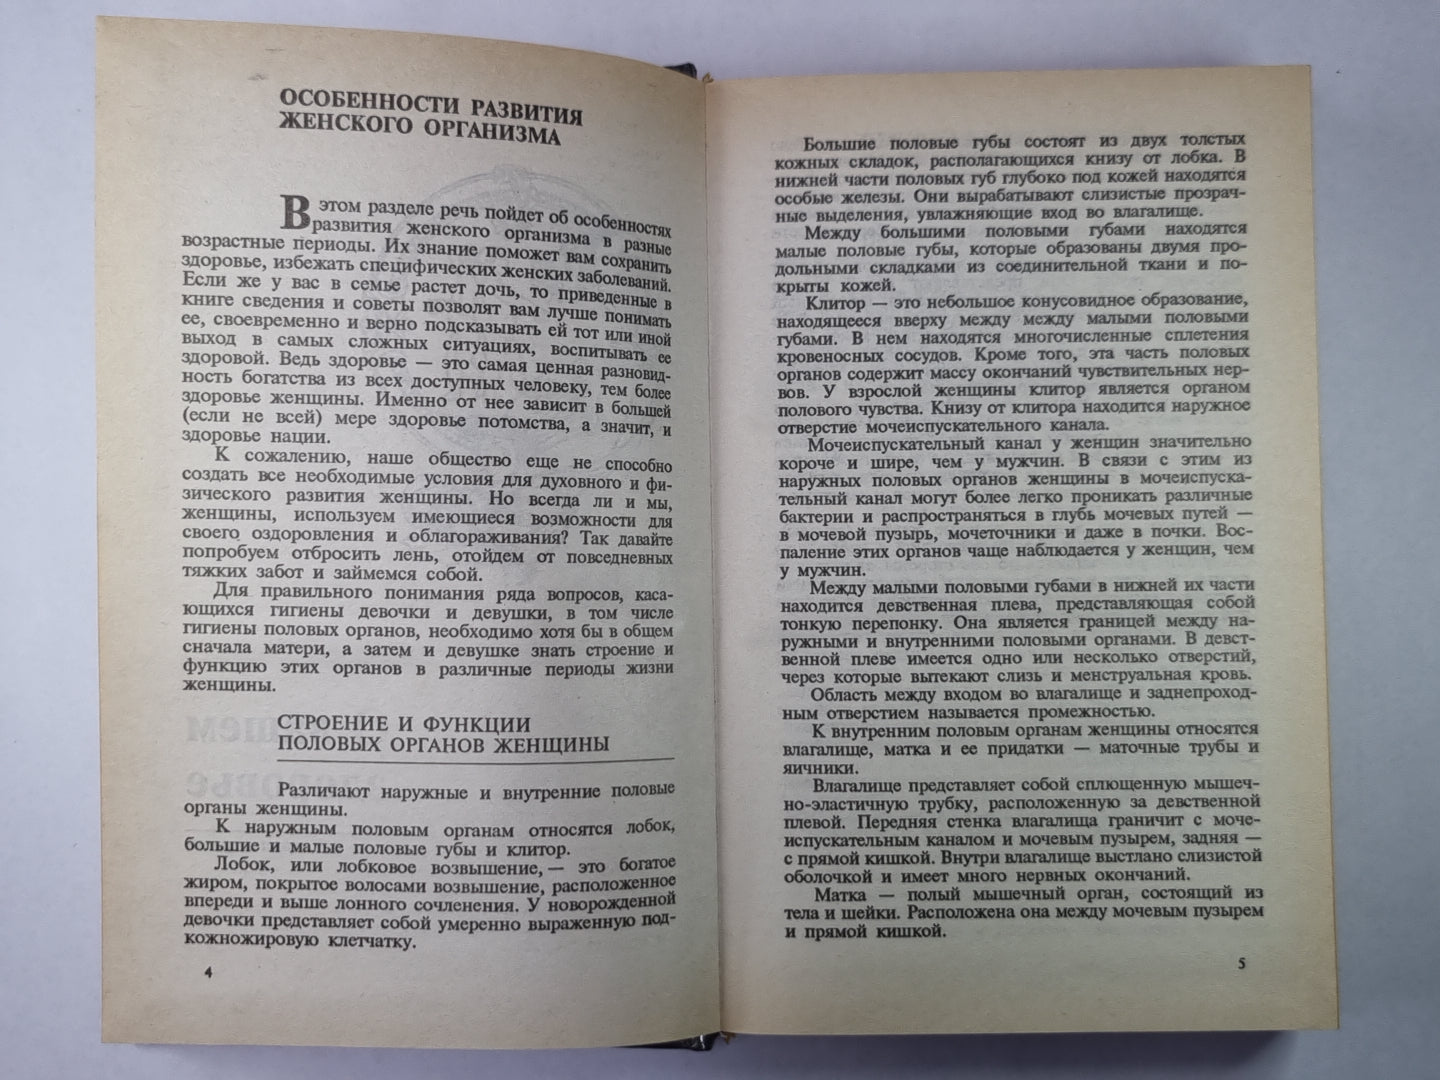 ОСОБЕННОСТИ РАЗВИТИЯ
ЖЕНСКОГО ОРГАНИЗМА
В этом разделе речь пойдет об особенностях
развития женского организма в разные
возрастные периоды. Их знание поможет вам сохранить
здоровье, избежать специфических женских заболеваний.
Если же у вас в семье растет дочь, то приведенные в
книге сведения и советы позволят вам лучше понимать
ее, своевременно и верно подсказывать ей тот или иной
выход в самых сложных ситуациях, воспитывать ее
здоровой. Ведь здоровье — это самая ценная разновид-
ность богатства из всех доступных человеку, тем более
здоровье женщины. Именно от нее зависит в большей
(если не всей) мере здоровье потомства, а значит, и
здоровье нации.
К сожалению, наше общество еще не способно
создать все необходимые условия для духовного и фи-
зического развития женщины. Но всегда ли и мы,
женщины, используем имеющиеся возможности для
своего оздоровления и облагораживания? Так давайте
попробуем отбросить лень, отойдем от повседневных
тяжких забот и займемся собой.
Для правильного понимания ряда вопросов, каса-
ющихся гигиены девочки и девушки, в том числе
гигиены половых органов, необходимо хотя бы в общем
сначала матери, а затем и девушке знать строение и
функцию этих органов в различные периоды жизни
женщины.
СТРОЕНИЕ И ФУНКЦИИ
ПОЛОВЫХ ОРГАНОВ ЖЕНЩИНЫ
Различают наружные и внутренние половые
органы женщины.
К наружным половым органам относятся лобок,
большие и малые половые губы и клитор.
Лобок, или лобковое возвышение, — это богатое
жиром, покрытое волосами возвышение, расположенное
впереди и выше лонного сочленения. У новорожденной
девочки представляет собой умеренно выраженную под-
кожножировую клетчатку.
4
Большие половые губы состоят из двух толстых
кожных складок, располагающихся книзу от лобка. В
нижней части половых губ глубоко под кожей находятся
особые железы. Они вырабатывают слизистые прозрач-
ные выделения, увлажняющие вход во влагалище.
Между большими половыми губами находятся
малые половые губы, которые образованы двумя про-
дольными складками из соединительной ткани и по-
крыты кожей.
Клитор — это небольшое конусовидное образование,
находящееся вверху между между малыми половыми
губами. В нем находятся многочисленные сплетения
кровеносных сосудов. Кроме того, эта часть половых
органов содержит массу окончаний чувствительных нер-
вов. У взрослой женщины клитор является органом
полового чувства. Книзу от клитора находится наружное
отверстие мочеиспускательного канала.
Мочеиспускательный канал у женщин значительно
короче и шире, чем у мужчин. В связи с этим из
наружных половых органов женщины в мочеиспуска-
тельный канал могут более легко проникать различные
бактерии и распространяться в глубь мочевых путей —
в мочевой пузырь, мочеточники и даже в почки. Вос-
паление этих органов чаще наблюдается у женщин, чем
у мужчин.
Между малыми половыми губами в нижней их части
находится девственная плева, представляющая собой
тонкую перепонку. Она является границей между на-
ружными и внутренними половыми органами. В девст-
венной плеве имеется одно или несколько отверстий,
через которые вытекают слизь и менструальная кровь.
Область между входом во влагалище и заднепроход-
ным отверстием называется промежностью.
К внутренним половым органам женщины относятся
влагалище, матка и ее придатки — маточные трубы и
яичники.
Влагалище представляет собой сплющенную мышеч-
но-эластичную трубку, расположенную за девственной
плевой. Передняя стенка влагалища граничит с моче-
испускательным каналом и мочевым пузырем, задняя —
с прямой кишкой. Внутри влагалище выстлано слизистой
оболочкой и имеет много нервных окончаний.
Матка — полый мышечный орган, состоящий из
тела и шейки. Расположена она между мочевым пузырем
и прямой кишкой.
5